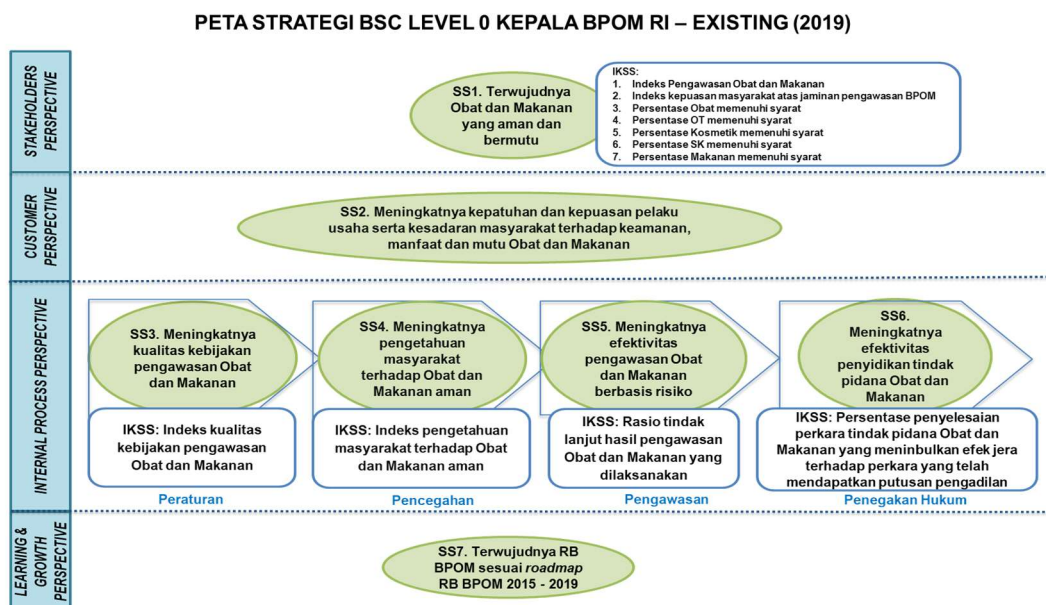 PETA STRATEGI BSC LEVEL 0 KEPALA BPOM RI – EXISTING (2019)
STAKEHOLDERS
PERSPECTIVE
SS1. Terwujudnya
Obat dan Makanan
yang aman dan
bermutu
IKSS:
1. Indeks Pengawasan Obat dan Makanan
2. Indeks kepuasan masyarakat atas jaminan pengawasan BPOM
3. Persentase Obat memenuhi syarat
4. Persentase OT memenuhi syarat
5. Persentase Kosmetik memenuhi syarat
6. Persentase SK memenuhi syarat
7. Persentase Makanan memenuhi syarat
CUSTOMER
PERSPECTIVE
SS2. Meningkatnya kepatuhan dan kepuasan pelaku
usaha serta kesadaran masyarakat terhadap keamanan,
manfaat dan mutu Obat dan Makanan
INTERNAL PROCESS PERSPECTIVE
SS3. Meningkatnya
kualitas kebijakan
pengawasan Obat
dan Makanan
IKSS: Indeks kualitas
kebijakan pengawasan
Obat dan Makanan
Peraturan
SS4. Meningkatnya
pengetahuan
masyarakat
terhadap Obat dan
Makanan aman
IKSS: Indeks pengetahuan
masyarakat terhadap Obat
dan Makanan aman
Pencegahan
SS5. Meningkatnya
efektivitas
pengawasan Obat
dan Makanan
berbasis risiko
IKSS: Rasio tindak
lanjut hasil pengawasan
Obat dan Makanan yang
dilaksanakan
Pengawasan
SS6.
Meningkatnya
efektivitas
penyidikan tindak
pidana Obat dan
Makanan
IKSS: Persentase penyelesaian
perkara tindak pidana Obat dan
Makanan yang meninbulkan efek jera
terhadap perkara yang telah
mendapatkan putusan pengadilan
Penegakan Hukum
LEARNING &
GROWTH
PERSPECTIVE
SS7. Terwujudnya RB
BPOM sesuai roadmap
RB BPOM 2015 - 2019